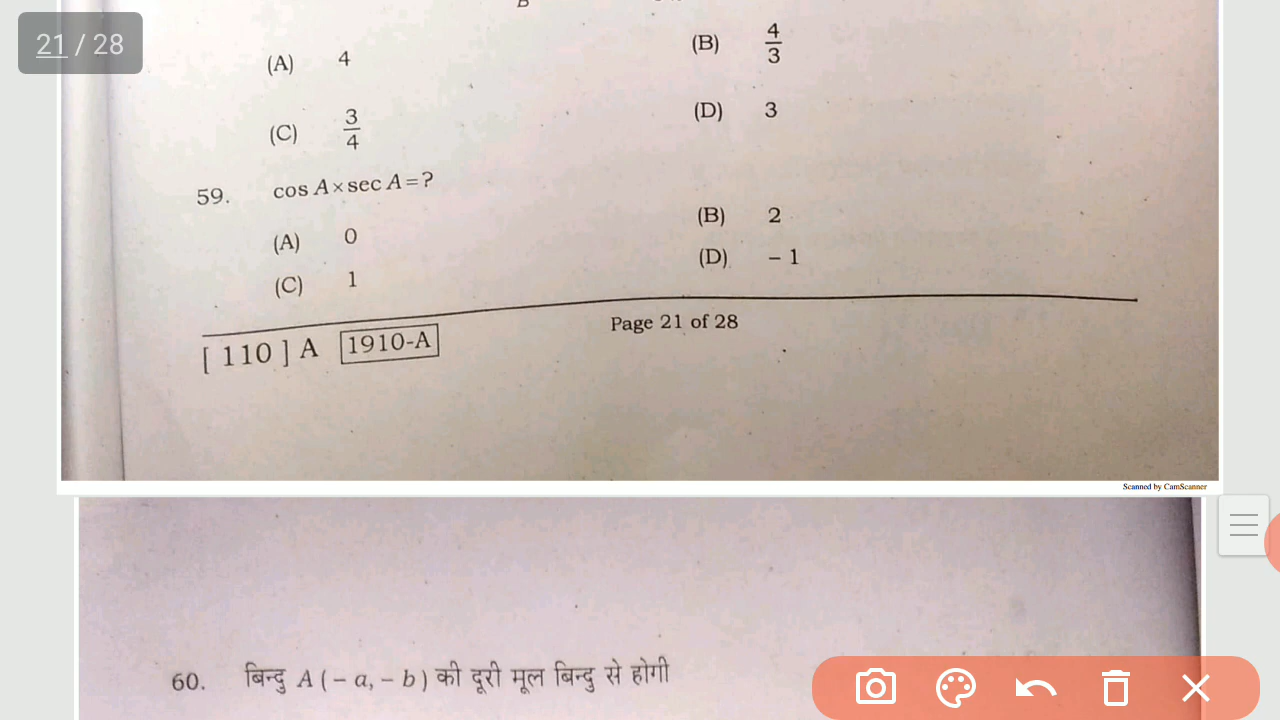 21 / 28
B
(A) 4 (B) 4/3
(C) 3/4 (D) 3
59. cos A × sec A = ?
(A) 0 (B) 2
(C) 1 (D) – 1
[ 110 ] A 1910-A Page 21 of 28
Scanned by CamScanner
60. बिन्दु A ( – a, – b ) की दूरी मूल बिन्दु से होगी